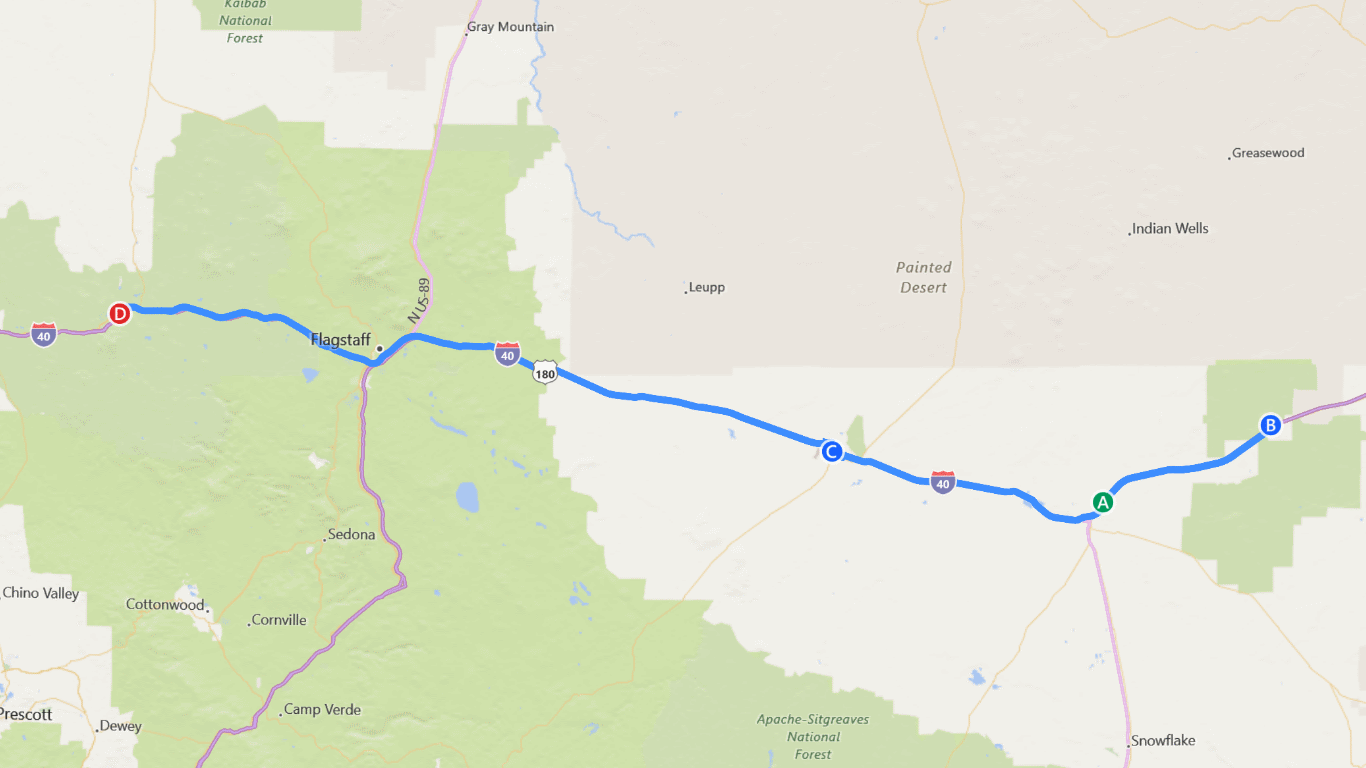 Kaibab
National
Forest
Gray Mountain
Greasewood
Indian Wells
Painted
Desert
Leupp
N US-89
D
40
Flagstaff
40
180
B
C
40
A
Sedona
Chino Valley
Cottonwood
Cornville
Camp Verde
Prescott
Dewey
Apache-Sitgreaves
National
Forest
Snowflake